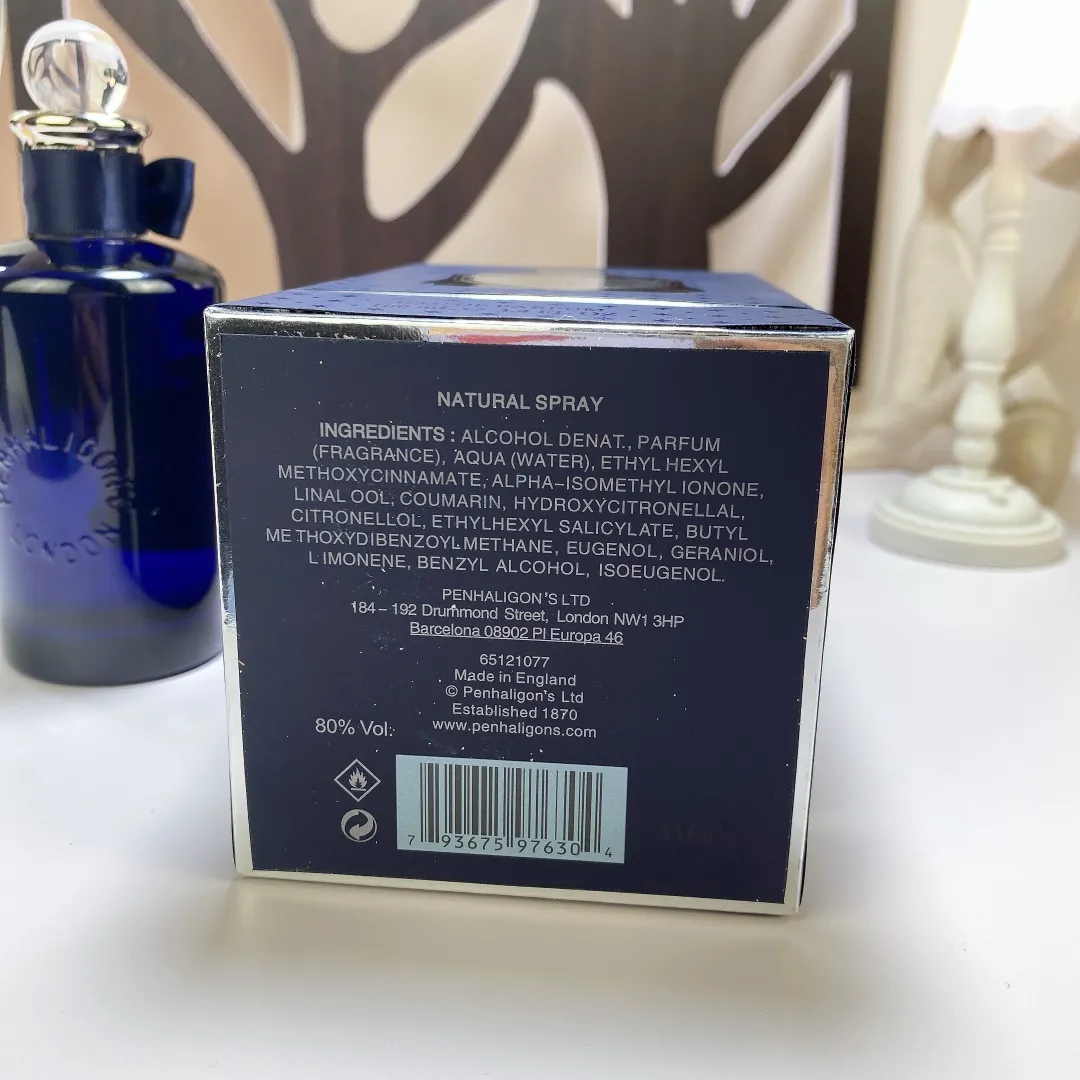 PENHALIGON'S
LONDON
NATURAL SPRAY
INGREDIENTS : ALCOHOL DENAT., PARFUM
(FRAGRANCE), AQUA (WATER), ETHYL HEXYL
METHOXYCINNAMATE, ALPHA-ISOMETHYL IONONE,
LINAL OOL, COUMARIN, HYDROXYCITRONELLAL,
CITRONELLOL, ETHYLHEXYL SALICYLATE, BUTYL
ME THOXYDIBENZOYLMETHANE, EUGENOL, GERANIOL,
LIMONENE, BENZYL ALCOHOL, ISOEUGENOL.
PENHALIGON'S LTD
184 – 192 Drummond Street, London NW1 3HP
Barcelona 08902 Pl Europa 46
65121077
Made in England
© Penhaligon's Ltd
Established 1870
www.penhaligons.com
80% Vol.
7 93675 97630 4